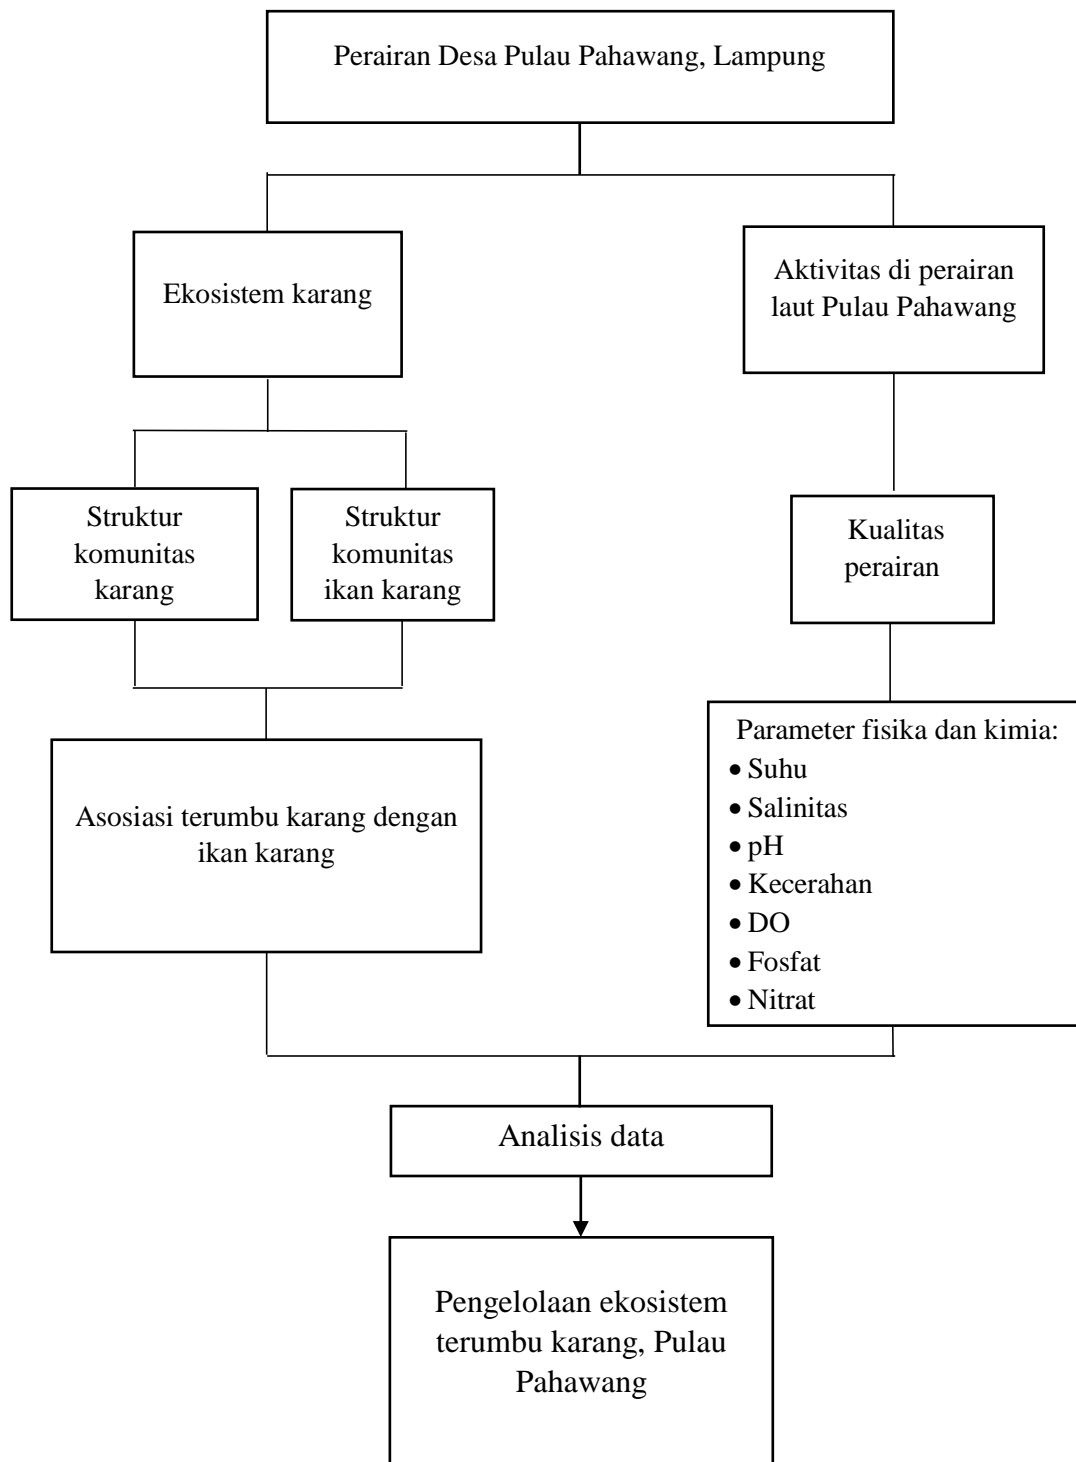 Perairan Desa Pulau Pahawang, Lampung
Ekosistem karang
Aktivitas di perairan
laut Pulau Pahawang
Struktur
komunitas
karang
Struktur
komunitas
ikan karang
Kualitas
perairan
Asosiasi terumbu karang dengan
ikan karang
Parameter fisika dan kimia:
• Suhu
• Salinitas
• pH
• Kecerahan
• DO
• Fosfat
• Nitrat
Analisis data
Pengelolaan ekosistem
terumbu karang, Pulau
Pahawang